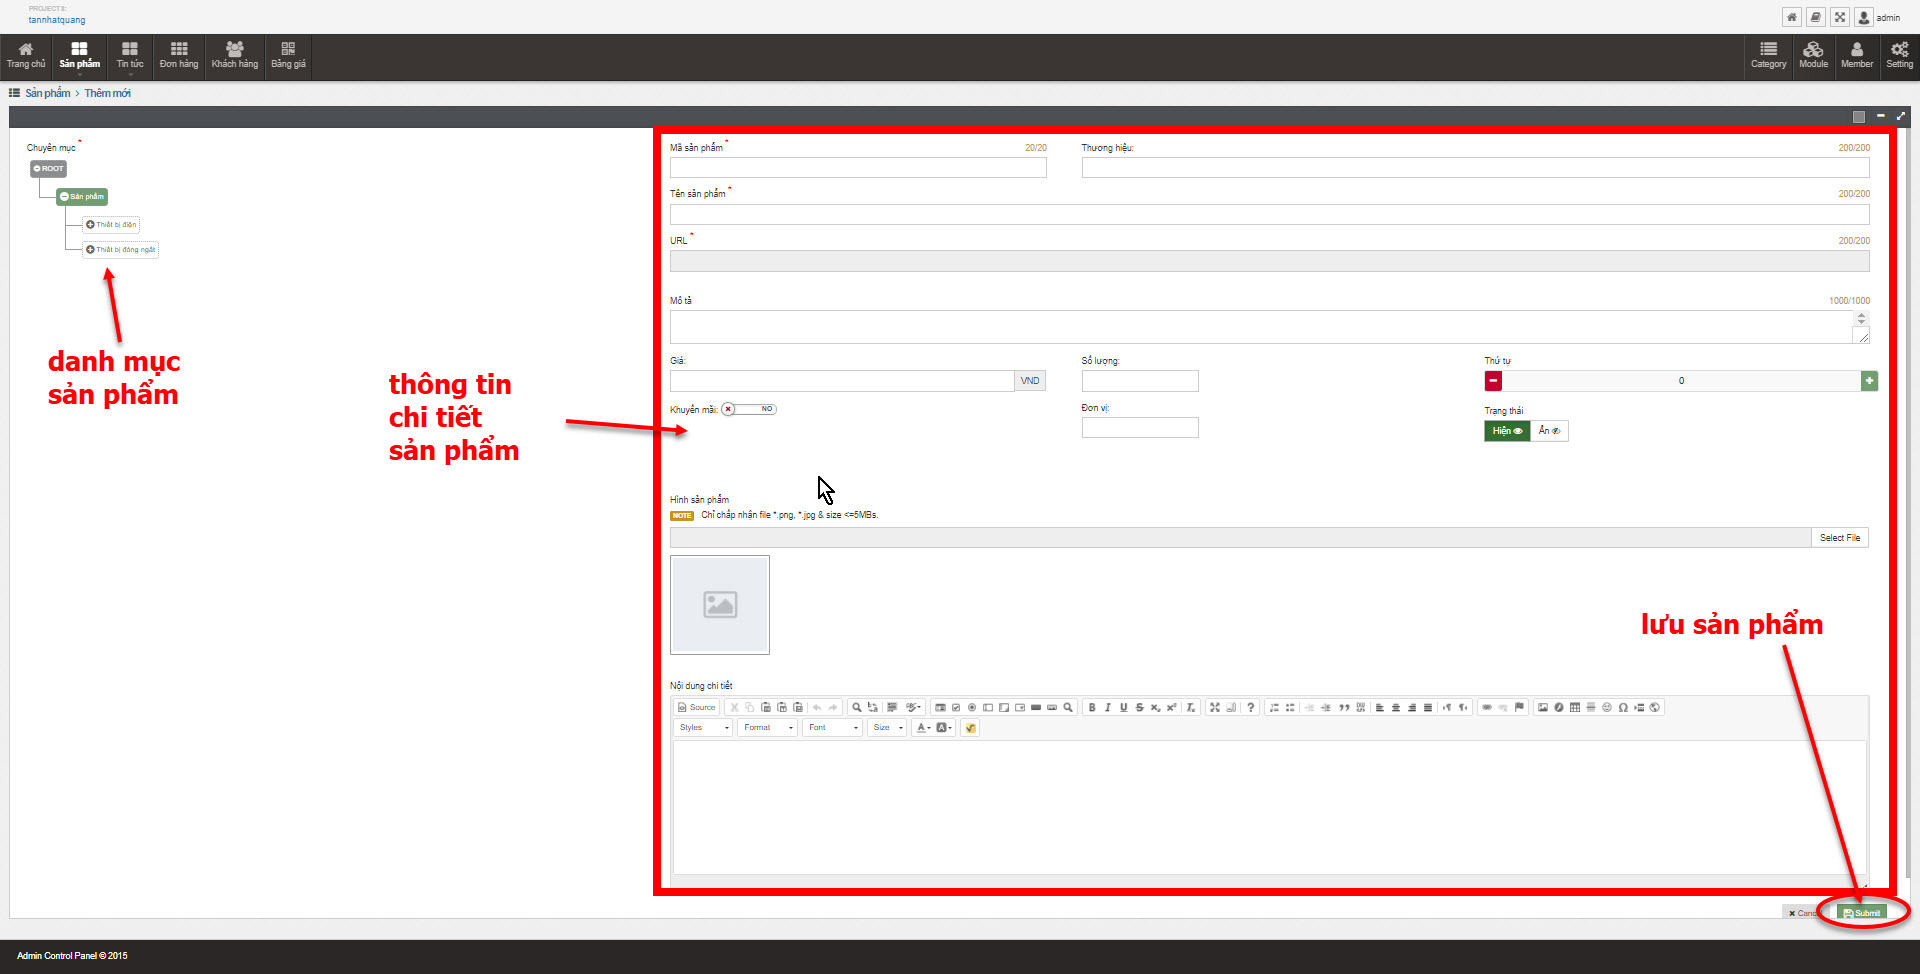 PROJECT 8:
tannhatquang
admin
Trang chủ
Sản phẩm
Tin tức
Đơn hàng
Khách hàng
Bảng giá
Category
Module
Member
Setting
Sản phẩm > Thêm mới
Chuyên mục *
ROOT
Sản phẩm
Thiết bị điện
Thiết bị đóng ngắt
danh mục
sản phẩm
thông tin
chi tiết
sản phẩm
Mã sản phẩm * 20/20
Thương hiệu: 200/200
Tên sản phẩm * 200/200
URL * 200/200
Mô tả 1000/1000
Giá:
VND
Số lượng:
Thứ tự
0
Khuyến mãi: NO
Đơn vị:
Trạng thái
Hiện Ẩn
Hình sản phẩm
NOTE Chỉ chấp nhận file *.png, *.jpg & size <=5MBs.
Select File
lưu sản phẩm
Nội dung chi tiết
Source
Styles Format Font Size
Submit
Admin Control Panel © 2015